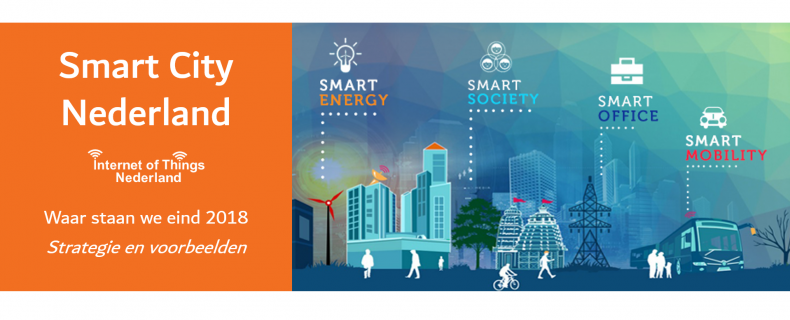 Smart City
Nederland
Internet of Things
Nederland
Waar staan we eind 2018
Strategie en voorbeelden
SMART
ENERGY
SMART
SOCIETY
SMART
OFFICE
SMART
MOBILITY